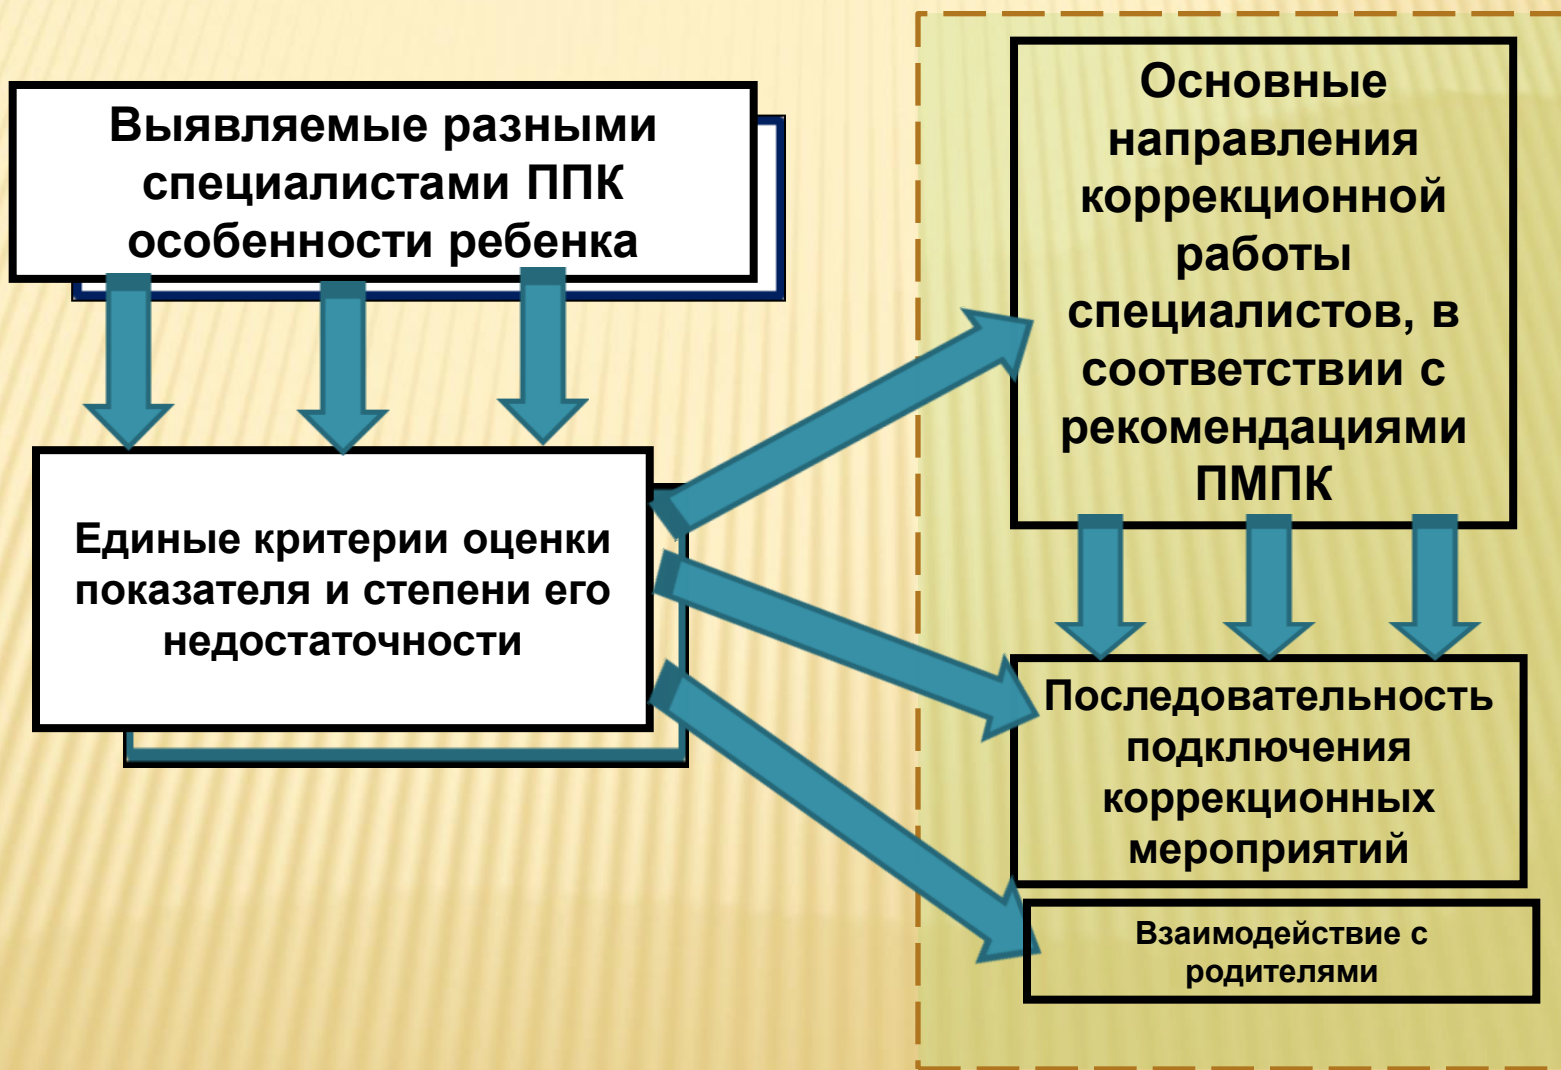 Выявляемые разными
специалистами ППК
особенности ребенка
Единые критерии оценки
показателя и степени его
недостаточности
Основные
направления
коррекционной
работы
специалистов, в
соответствии с
рекомендациями
ПМПК
Последовательность
подключения
коррекционных
мероприятий
Взаимодействие с
родителями